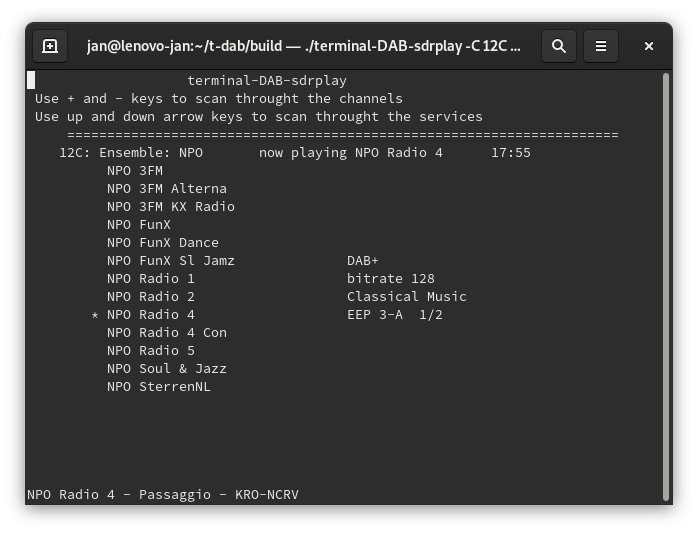 jan@lenovo-jan:~/t-dab/build — ./terminal-DAB-sdrplay -C 12C ...
terminal-DAB-sdrplay
Use + and - keys to scan throught the channels
Use up and down arrow keys to scan throught the services
=====================================================================
12C: Ensemble: NPO now playing NPO Radio 4 17:55
NPO 3FM
NPO 3FM Alterna
NPO 3FM KX Radio
NPO FunX
NPO FunX Dance
NPO FunX Sl Jamz DAB+
NPO Radio 1 bitrate 128
NPO Radio 2 Classical Music
* NPO Radio 4 EEP 3-A 1/2
NPO Radio 4 Con
NPO Radio 5
NPO Soul & Jazz
NPO SterrenNL
NPO Radio 4 - Passaggio - KRO-NCRV